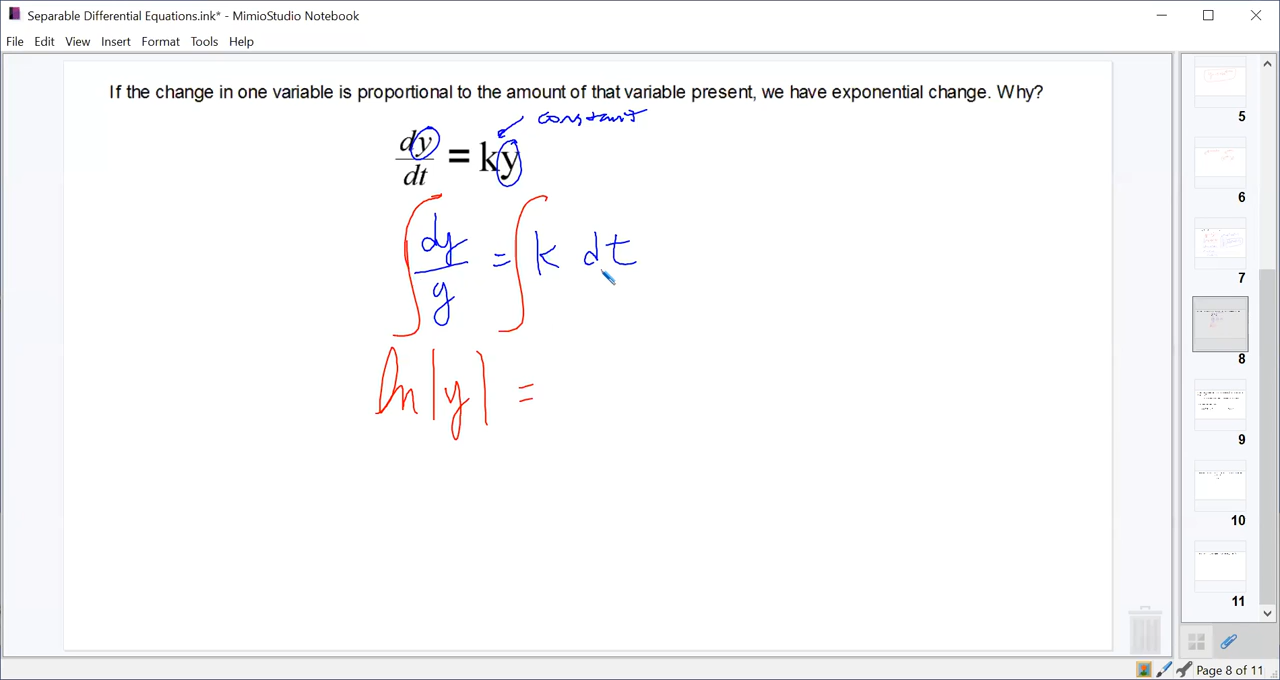 Separable Differential Equations.ink* - MimioStudio Notebook
File Edit View Insert Format Tools Help
If the change in one variable is proportional to the amount of that variable present, we have exponential change. Why?
constant
dy/dt = ky
∫ dy/y = ∫ k dt
ln|y| =
5
6
7
8
9
10
11
Page 8 of 11